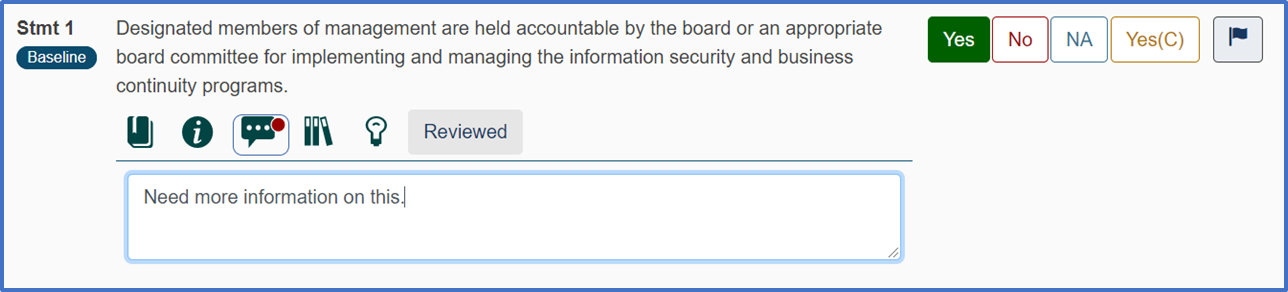 Stmt 1
Baseline
Designated members of management are held accountable by the board or an appropriate
board committee for implementing and managing the information security and business
continuity programs.
Yes No NA Yes(C)
Reviewed
Need more information on this.